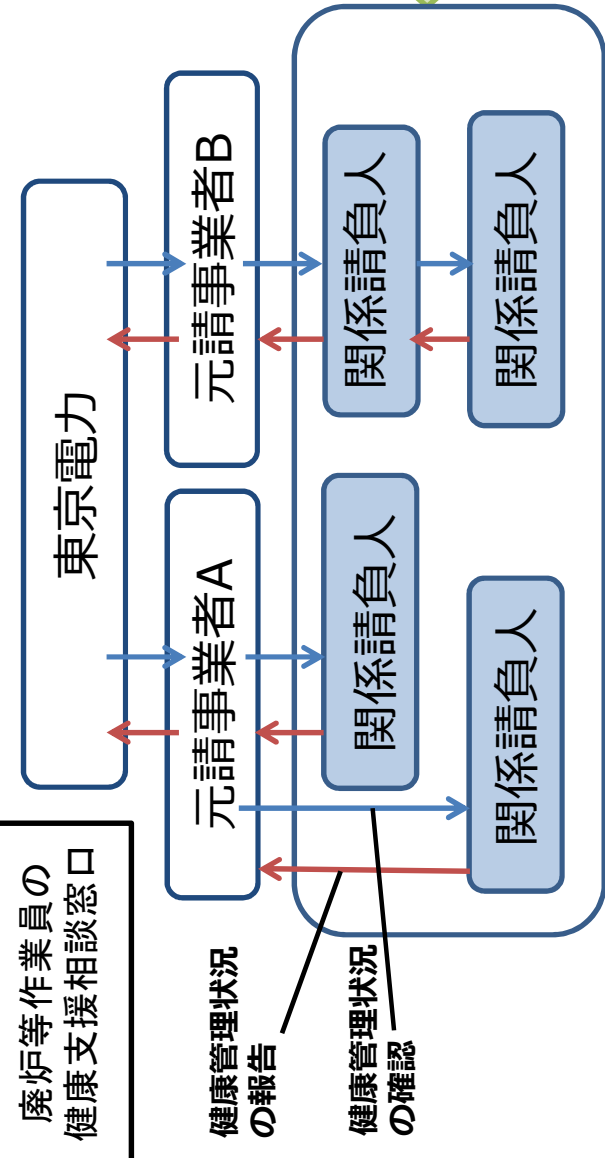 廃炉等作業員の
健康支援相談窓口
東京電力
元請事業者A
元請事業者B
健康管理状況
の報告
健康管理状況
の確認
関係請負人
関係請負人
関係請負人
関係請負人